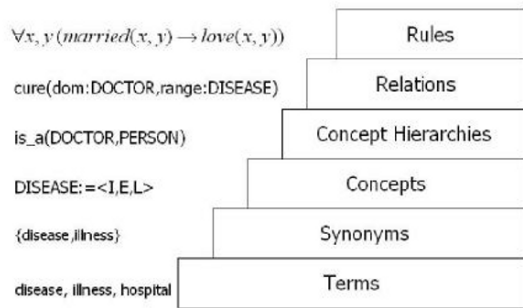 ∀x, y (married(x, y) → love(x, y))
Rules
cure(dom:DOCTOR,range:DISEASE)
Relations
is_a(DOCTOR,PERSON)
Concept Hierarchies
DISEASE:=<I,E,L>
Concepts
{disease,illness}
Synonyms
disease, illness, hospital
Terms